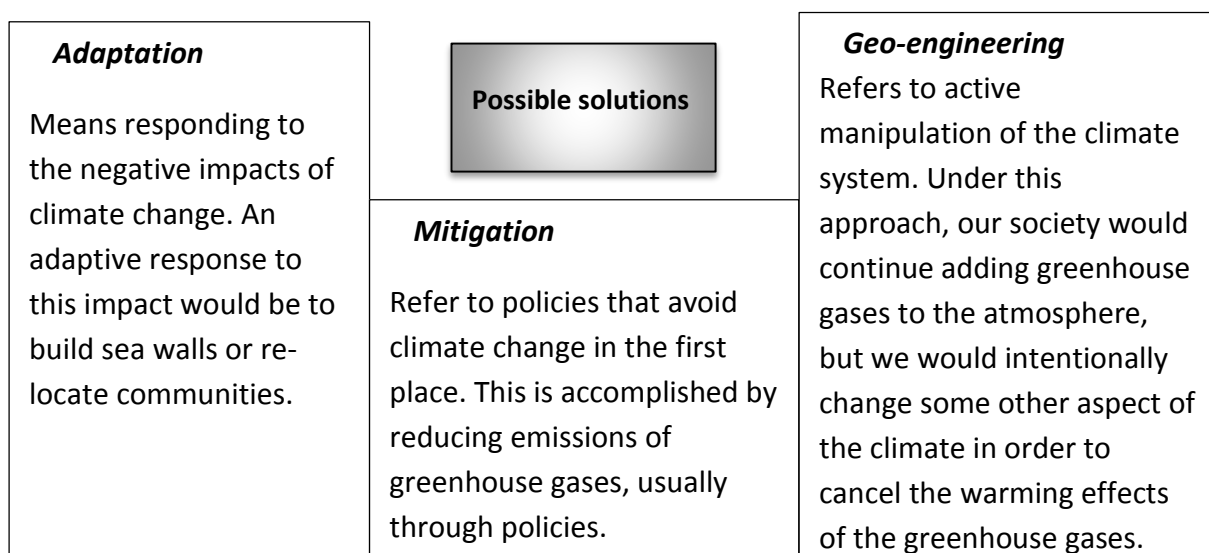 Adaptation
Means responding to
the negative impacts of
climate change. An
adaptive response to
this impact would be to
build sea walls or re-
locate communities.
Possible solutions
Mitigation
Refer to policies that avoid
climate change in the first
place. This is accomplished by
reducing emissions of
greenhouse gases, usually
through policies.
Geo-engineering
Refers to active
manipulation of the climate
system. Under this
approach, our society would
continue adding greenhouse
gases to the atmosphere,
but we would intentionally
change some other aspect of
the climate in order to
cancel the warming effects
of the greenhouse gases.